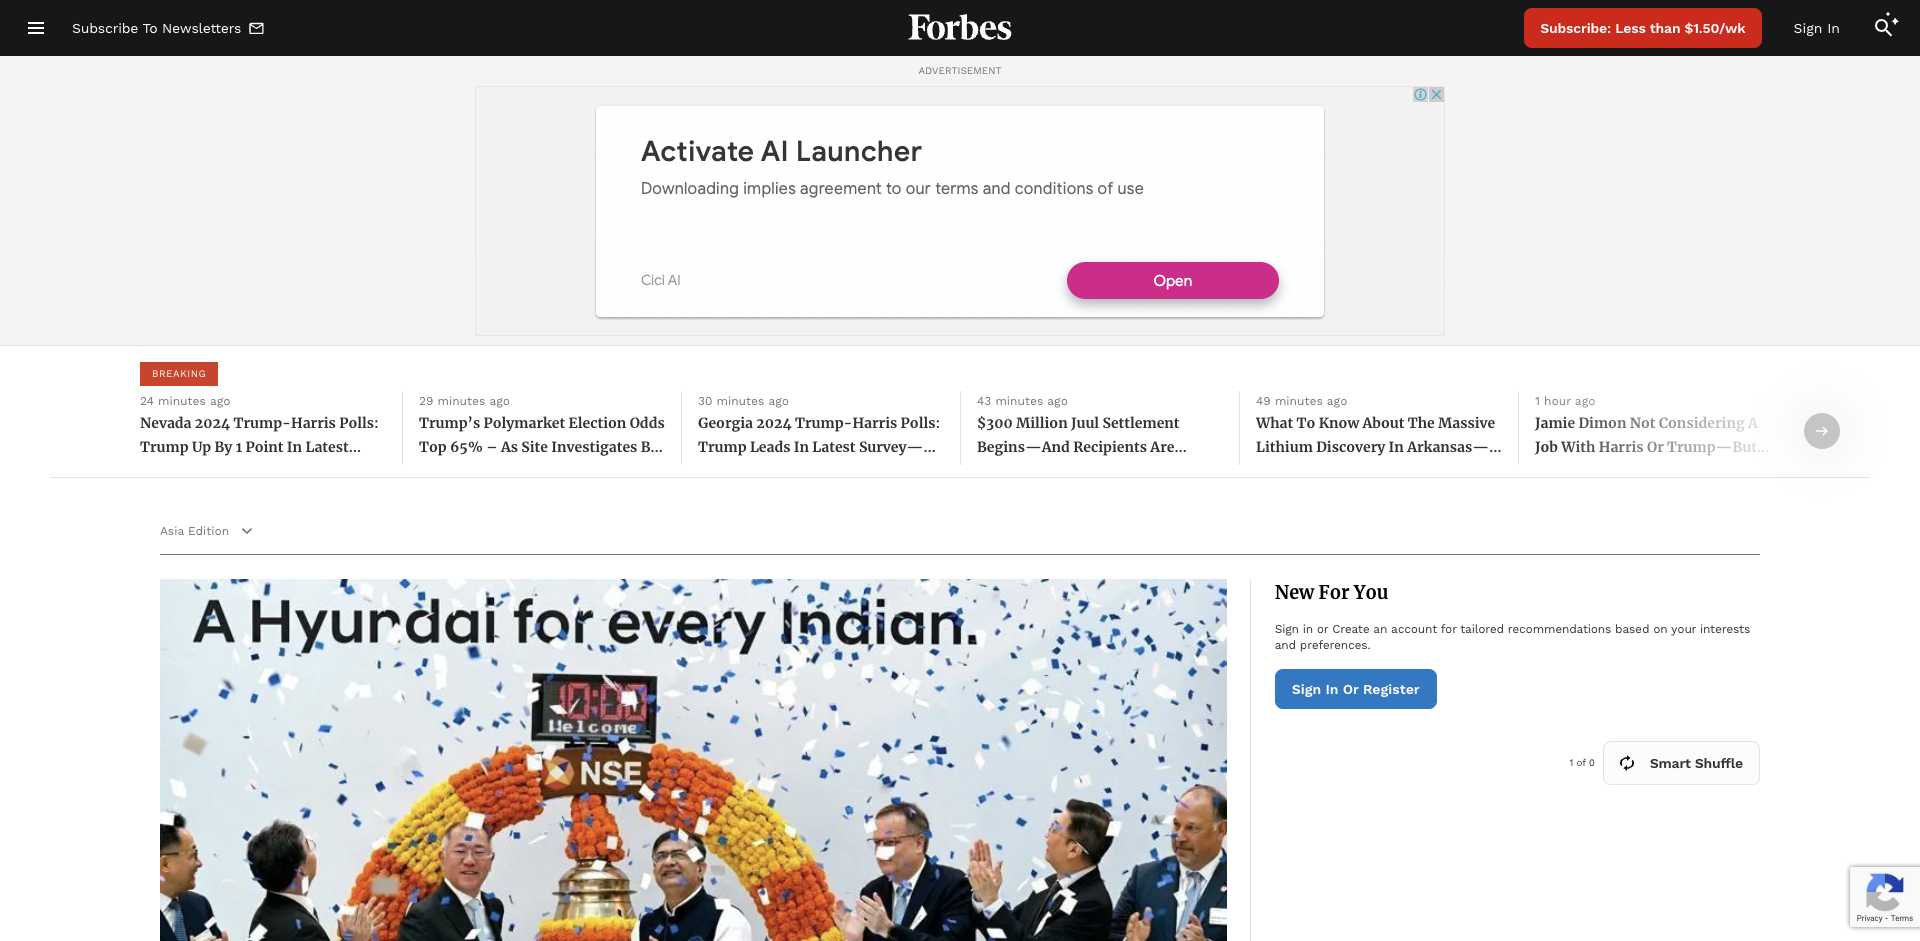 Subscribe To Newsletters
Forbes
Subscribe: Less than $1.50/wk
Sign In
ADVERTISEMENT
Activate AI Launcher
Downloading implies agreement to our terms and conditions of use
Cici AI
Open
BREAKING
24 minutes ago
Nevada 2024 Trump-Harris Polls:
Trump Up By 1 Point In Latest...
29 minutes ago
Trump's Polymarket Election Odds
Top 65% – As Site Investigates B...
30 minutes ago
Georgia 2024 Trump-Harris Polls:
Trump Leads In Latest Survey—...
43 minutes ago
$300 Million Juul Settlement
Begins—And Recipients Are...
49 minutes ago
What To Know About The Massive
Lithium Discovery In Arkansas—...
1 hour ago
Jamie Dimon Not Considering A
Job With Harris Or Trump—But...
Asia Edition
A Hyundai for every Indian.
10:00
Welcome
NSE
New For You
Sign in or Create an account for tailored recommendations based on your interests
and preferences.
Sign In Or Register
1 of 0
Smart Shuffle
Privacy - Terms